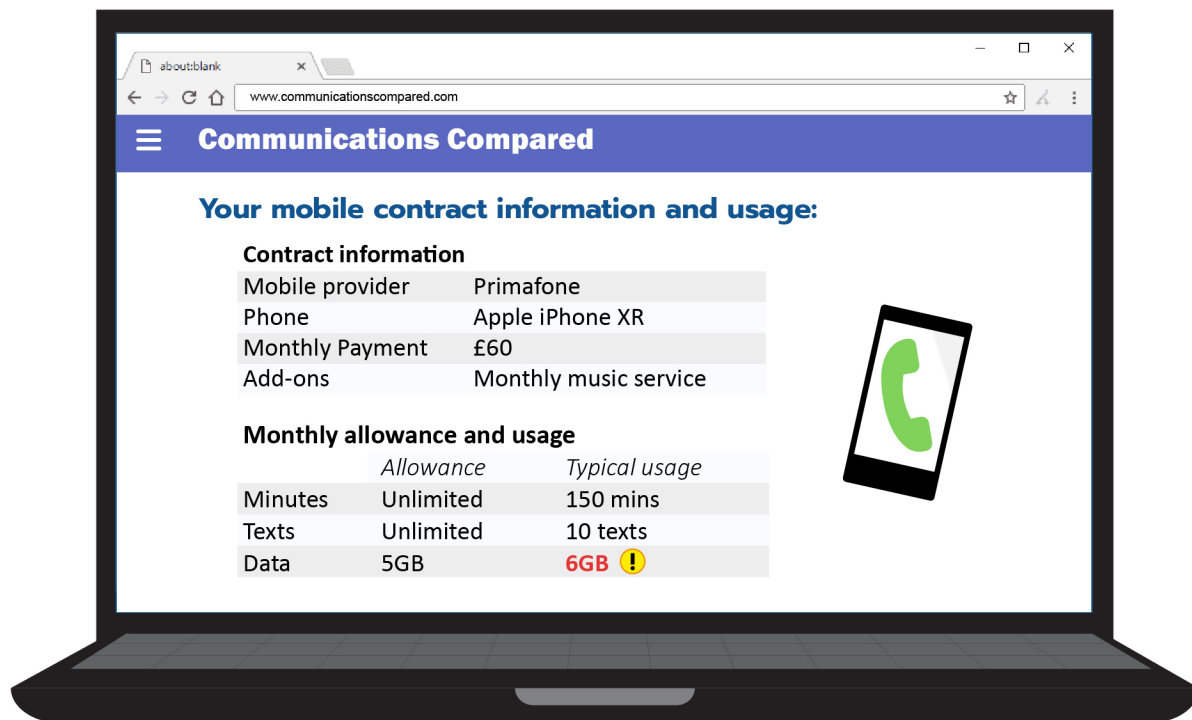 about:blank
www.communicationscompared.com
Communications Compared
Your mobile contract information and usage:
Contract information
Mobile provider Primafone
Phone Apple iPhone XR
Monthly Payment £60
Add-ons Monthly music service
Monthly allowance and usage
Allowance Typical usage
Minutes Unlimited 150 mins
Texts Unlimited 10 texts
Data 5GB 6GB !